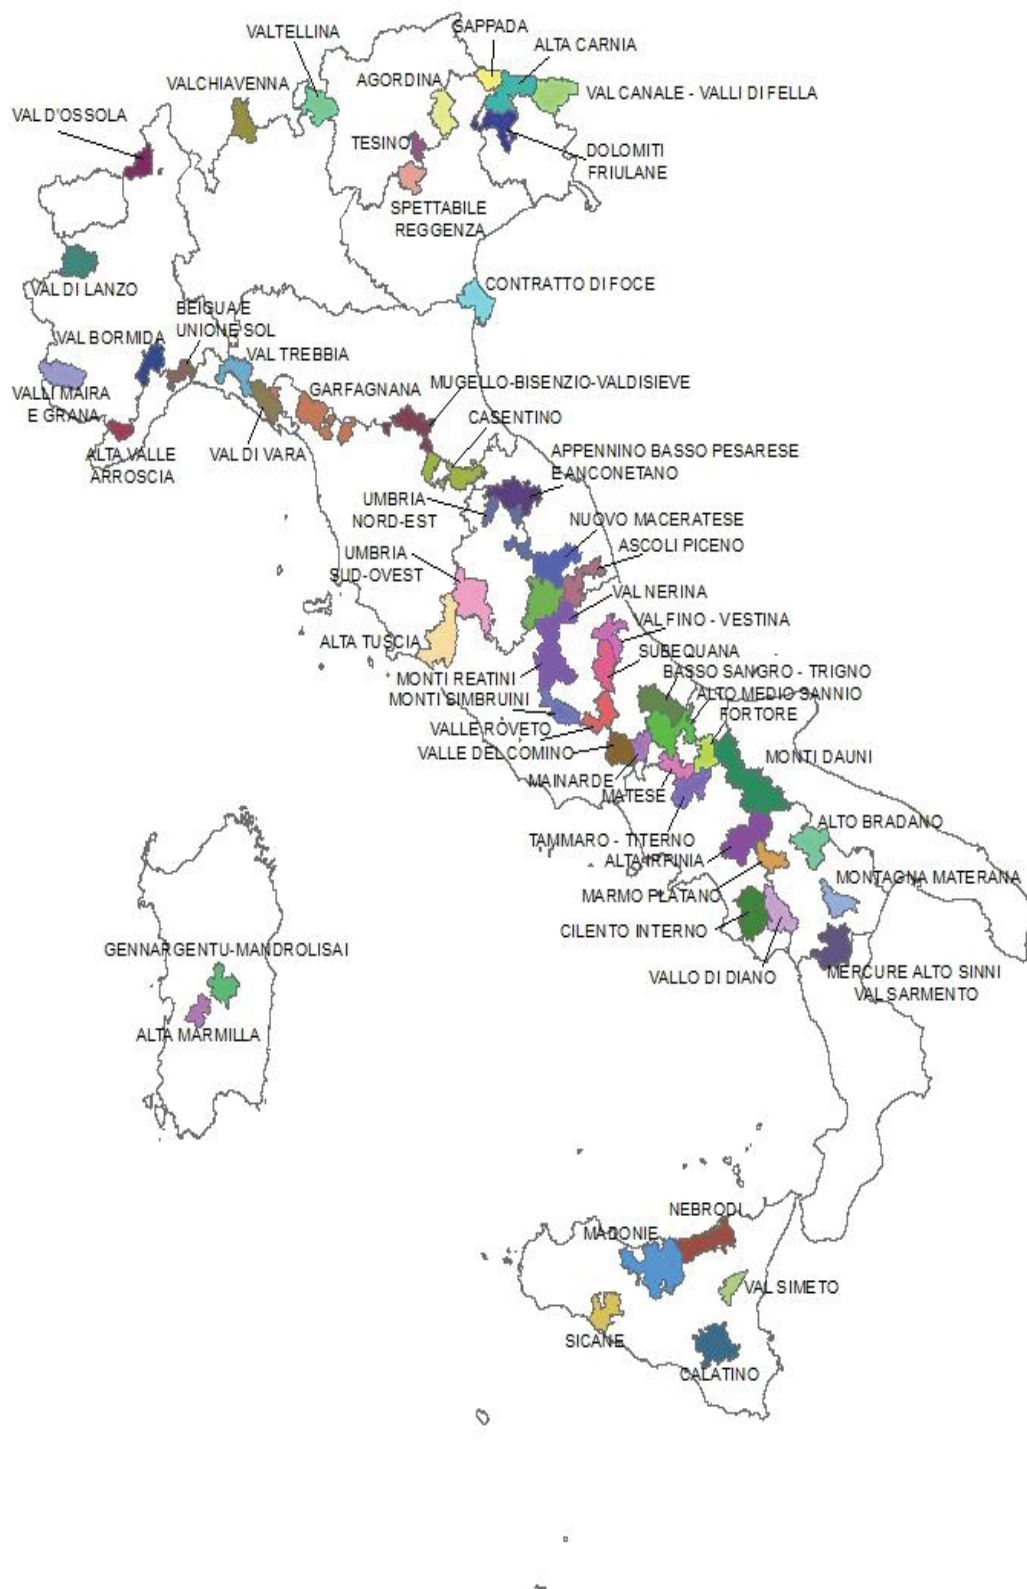 VALTELLINA
SAPPADA
ALTA CARNIA
VALCHIAVENNA
AGORDINA
VAL CANALE - VALLI DI FELLA
VAL D'OSSOLA
TESINO
DOLOMITI
FRIULANE
SPETTABILE
REGGENZA
CONTRATTO DI FOCE
VAL DI LANZO
BEIGUA E
UNIONE SOL
VAL BORMIDA
VAL TREBBIA
VALLI MAIRA
E GRANA
GARFAGNANA
MUGELLO-BISENZIO-VALDISIEVE
CASENTINO
ALTA VALLE
ARROSCIA
VAL DI VARA
APPENNINO BASSO PESARESE
E ANCONETANO
UMBRIA
NORD-EST
NUOVO MACERATESE
ASCOLI PICENO
UMBRIA
SUD-OVEST
VAL NERINA
VAL FINO - VESTINA
ALTA TUSCIA
SUBEQUANA
BASSO SANGRO - TRIGNO
MONTI REATINI
MONTI SIMBRUINI
ALTO MEDIO SANNIO
FORTORE
VALLE ROVETO
VALLE DEL COMINO
MONTI DAUNI
MAINARDE
MATESE
TAMMARO - TITERNO
ALTO BRADANO
ALTA IRPINIA
MARMO PLATANO
MONTAGNA MATERANA
CILENTO INTERNO
VALLO DI DIANO
MERCURE ALTO SINNI
VAL SARMENTO
GENNARGENTU-MANDROLISAI
ALTA MARMILLA
NEBRODI
MADONIE
VAL SIMETO
SICANE
CALATINO